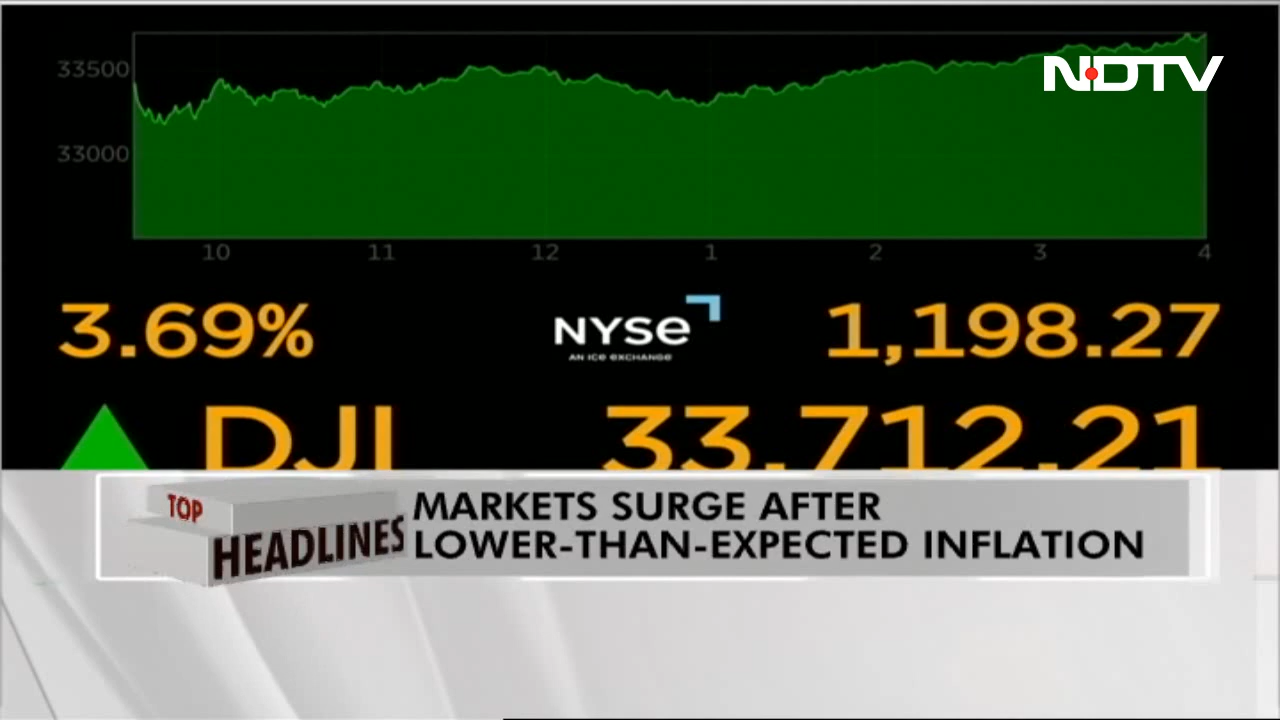 33500
NDTV
33000
10 11 12 1 2 3 4
3.69% NYSE 1,198.27
AN ICE EXCHANGE
DJI 33,712.21
TOP
HEADLINES
MARKETS SURGE AFTER
LOWER-THAN-EXPECTED INFLATION